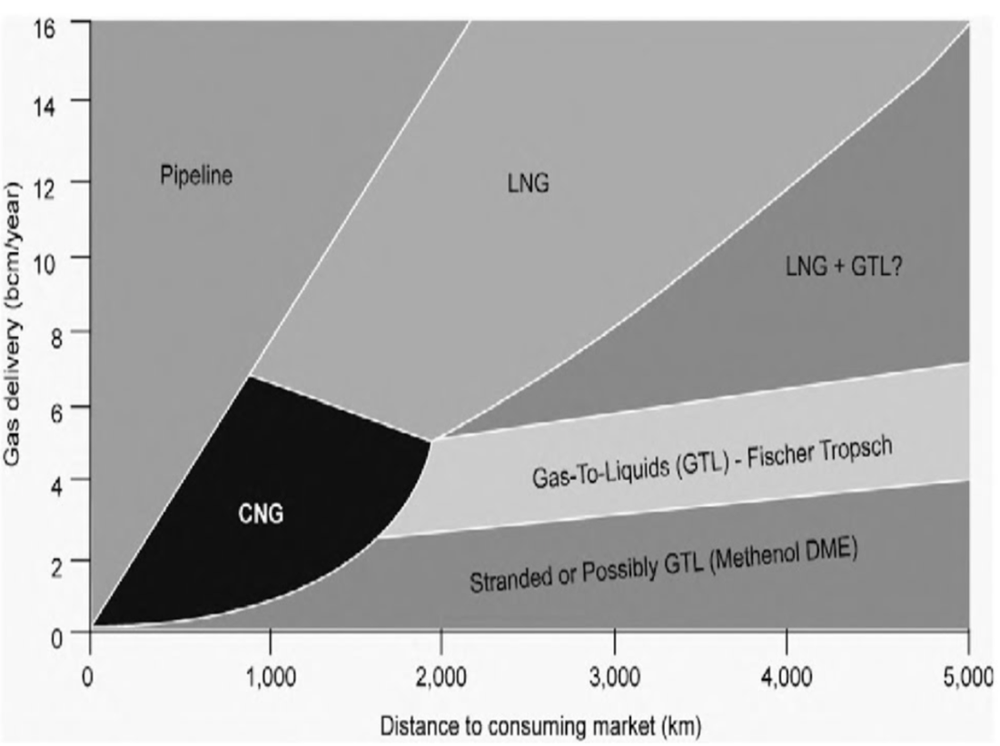 16
14
12
10
8
6
4
2
0
Gas delivery (bcm/year)
Pipeline
LNG
LNG + GTL?
CNG
Gas-To-Liquids (GTL) - Fischer Tropsch
Stranded or Possibly GTL (Methenol DME)
0 1,000 2,000 3,000 4,000 5,000
Distance to consuming market (km)